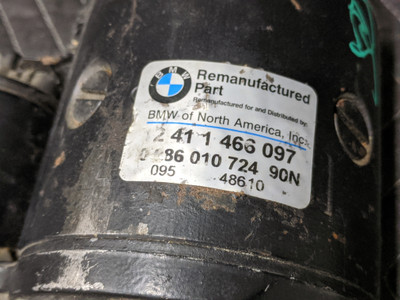 BMW
Remanufactured
Part
Remanufactured for and Distributed by:
BMW of North America, Inc.
2 41 1 466 097
0 986 010 724 90N
095 48610